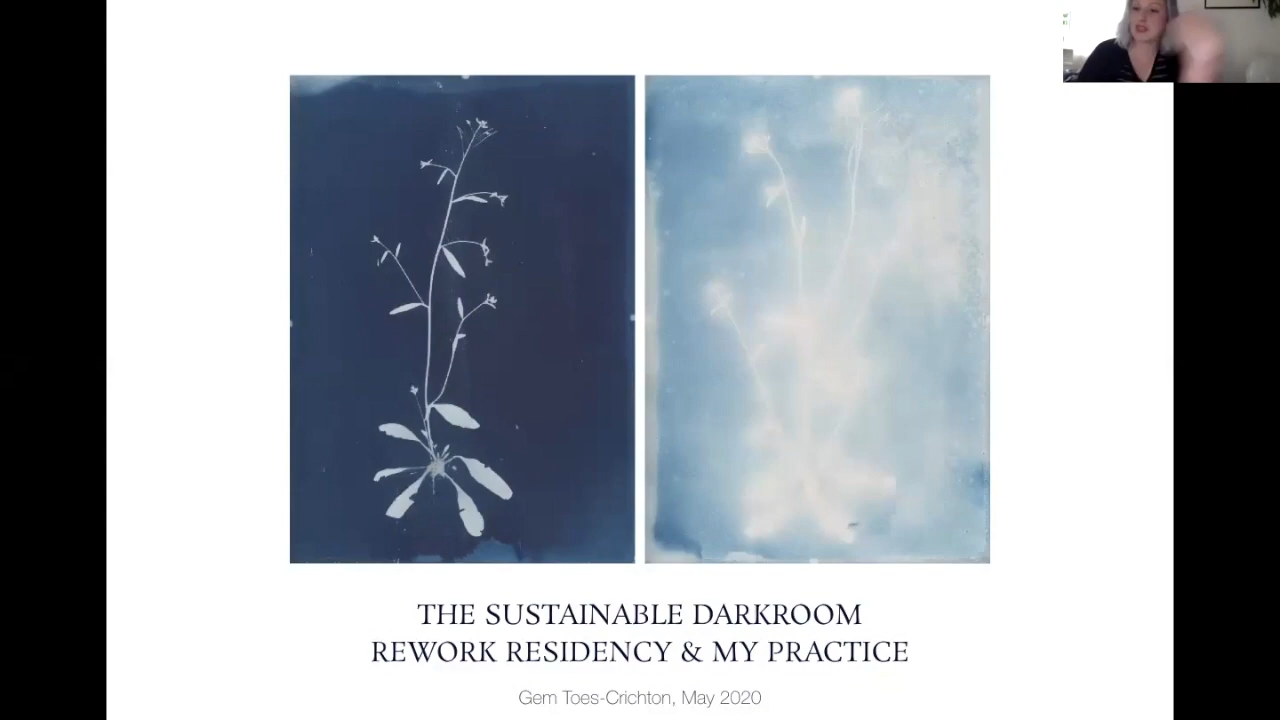 THE SUSTAINABLE DARKROOM
REWORK RESIDENCY & MY PRACTICE
Gem Toes-Crichton, May 2020